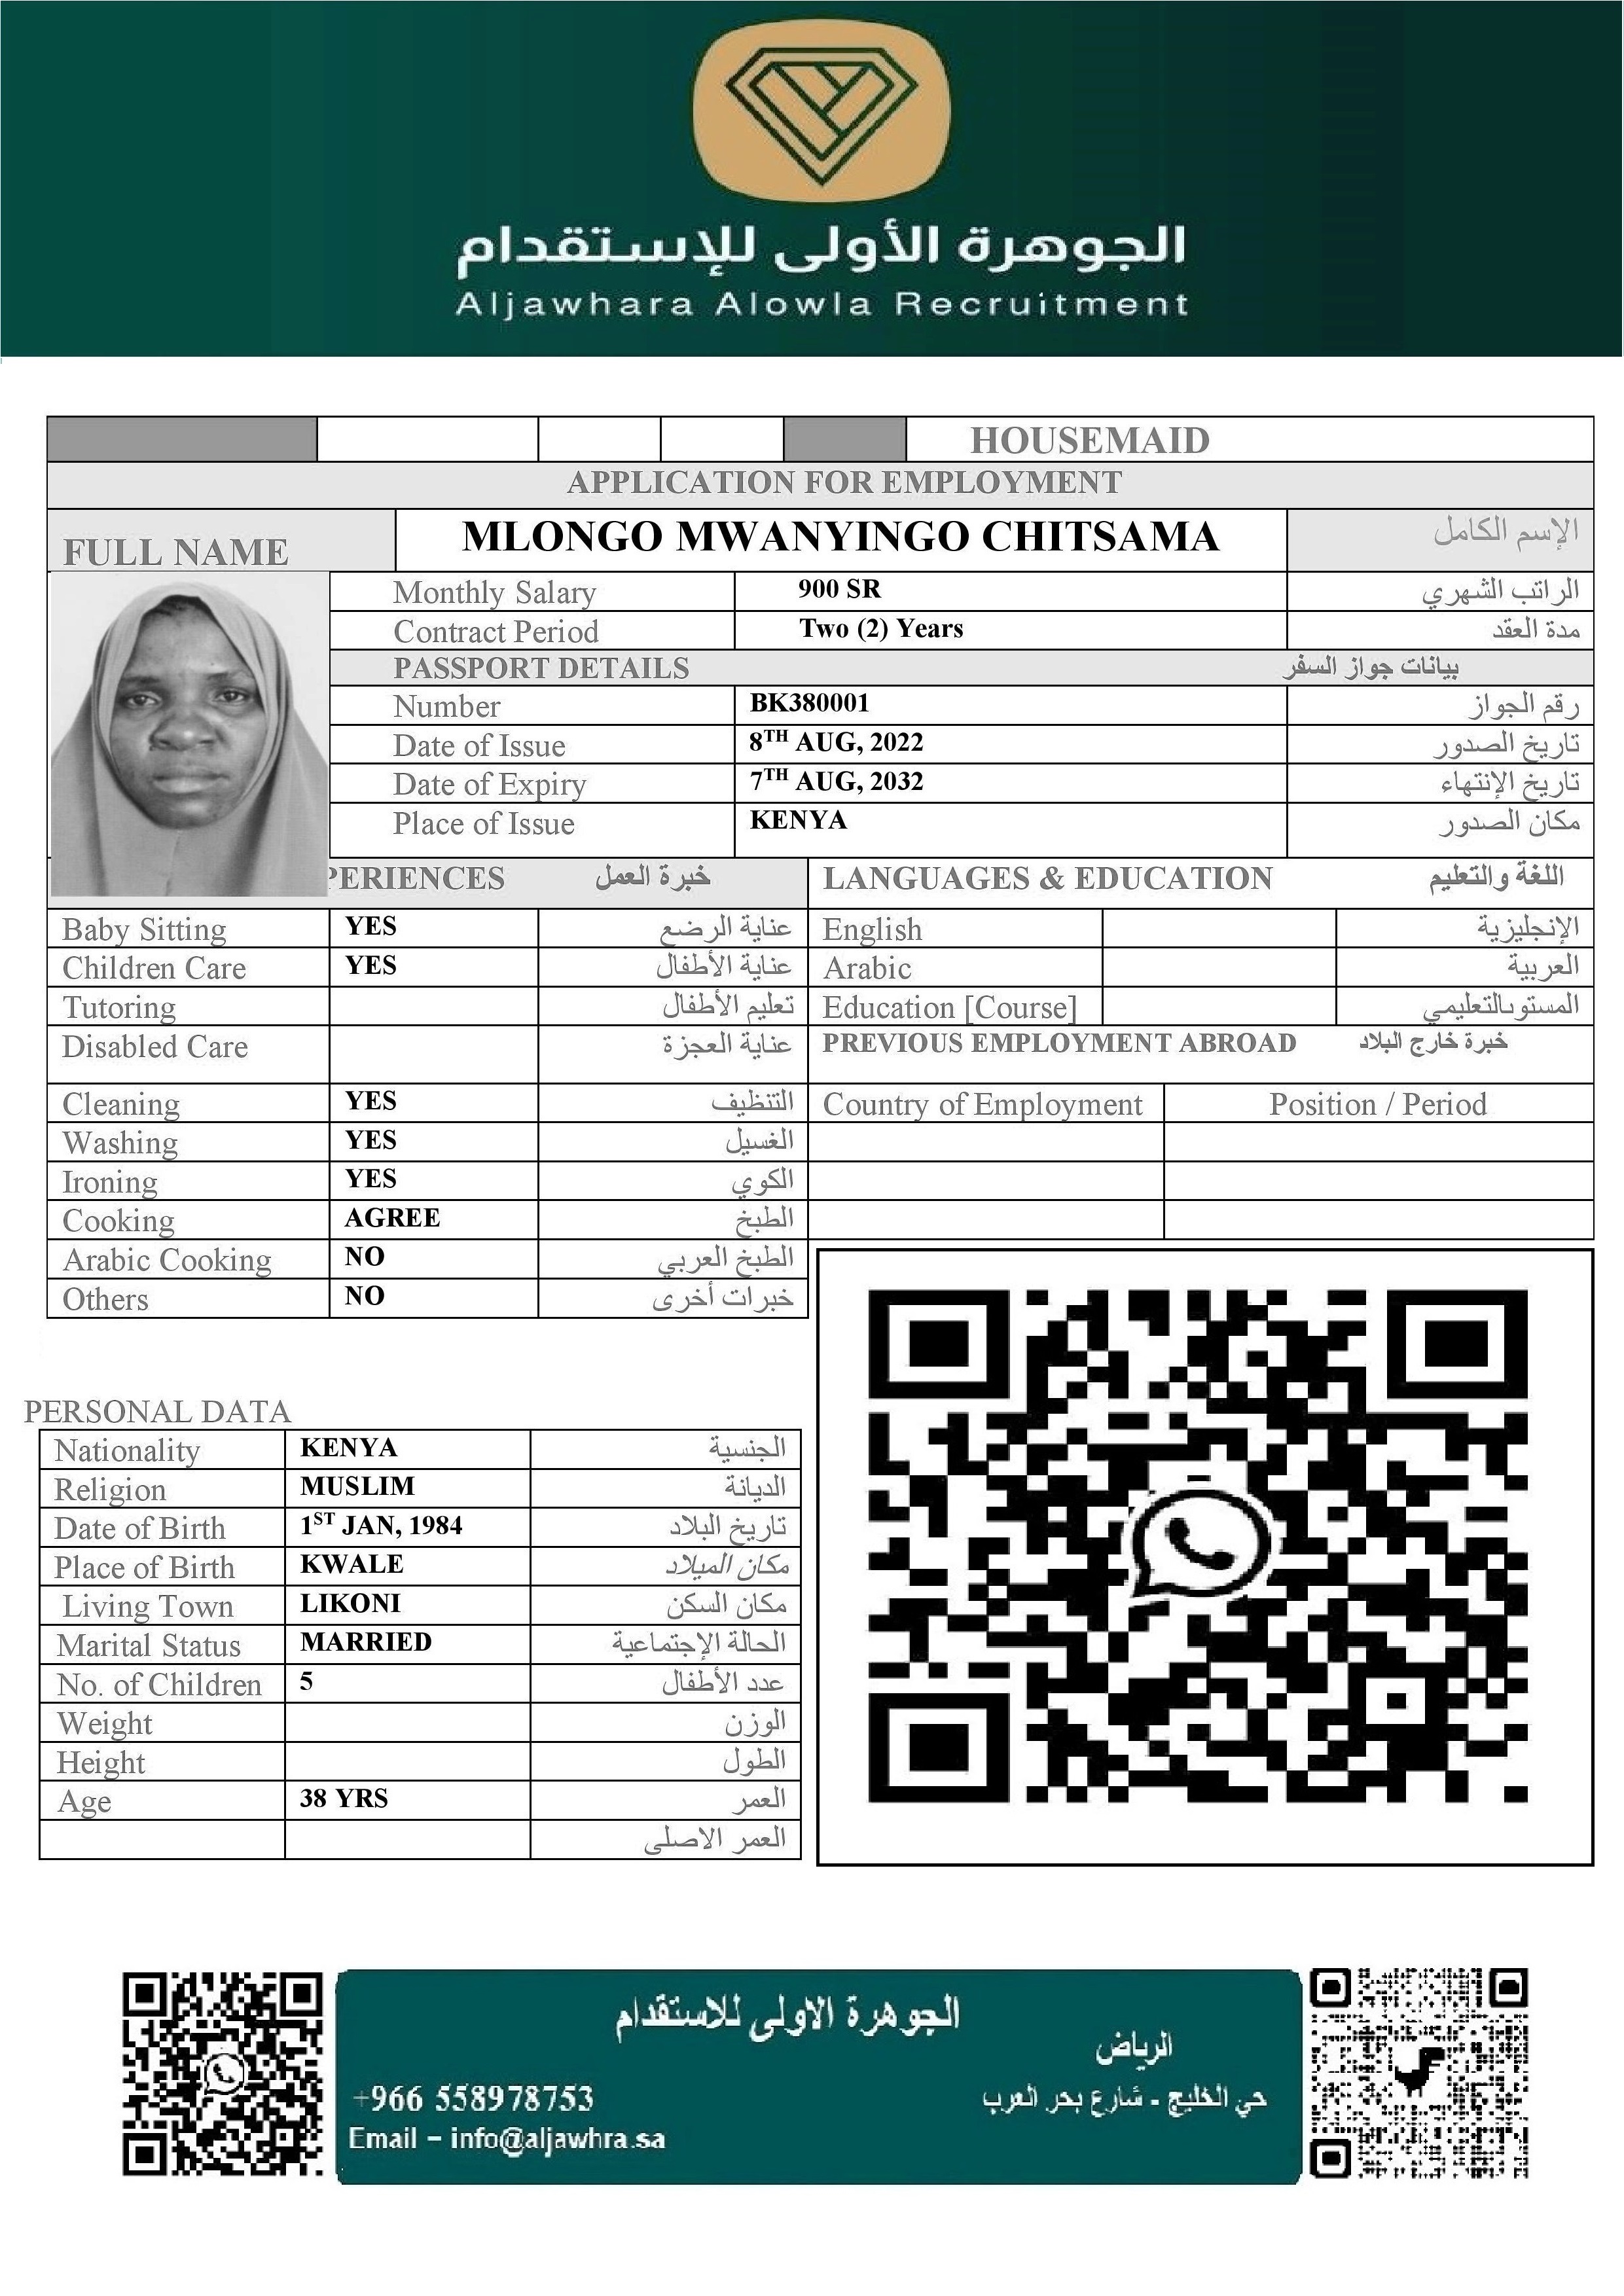 الجوهرة الأولى للإستقدام
Aljawhara Alowla Recruitment
HOUSEMAID
APPLICATION FOR EMPLOYMENT
FULL NAME MLONGO MWANYINGO CHITSAMA الإسم الكامل
Monthly Salary 900 SR الراتب الشهري
Contract Period Two (2) Years مدة العقد
PASSPORT DETAILS بيانات جواز السفر
Number BK380001 رقم الجواز
Date of Issue 8TH AUG, 2022 تاريخ الصدور
Date of Expiry 7TH AUG, 2032 تاريخ الإنتهاء
Place of Issue KENYA مكان الصدور
PERIENCES خبرة العمل LANGUAGES & EDUCATION اللغة والتعليم
Baby Sitting YES عناية الرضع English الإنجليزية
Children Care YES عناية الأطفال Arabic العربية
Tutoring تعليم الأطفال Education [Course] المستوىالتعليمي
Disabled Care عناية العجزة PREVIOUS EMPLOYMENT ABROAD خبرة خارج البلاد
Cleaning YES التنظيف Country of Employment Position / Period
Washing YES الغسيل
Ironing YES الكوي
Cooking AGREE الطبخ
Arabic Cooking NO الطبخ العربي
Others NO خبرات أخرى
PERSONAL DATA
Nationality KENYA الجنسية
Religion MUSLIM الديانة
Date of Birth 1ST JAN, 1984 تاريخ البلاد
Place of Birth KWALE مكان الميلاد
Living Town LIKONI مكان السكن
Marital Status MARRIED الحالة الإجتماعية
No. of Children 5 عدد الأطفال
Weight الوزن
Height الطول
Age 38 YRS العمر
العمر الاصلى
الجوهرة الاولى للاستقدام
الرياض
+966 558978753 حي الخليج - شارع بحر العرب
Email – info@aljawhra.sa